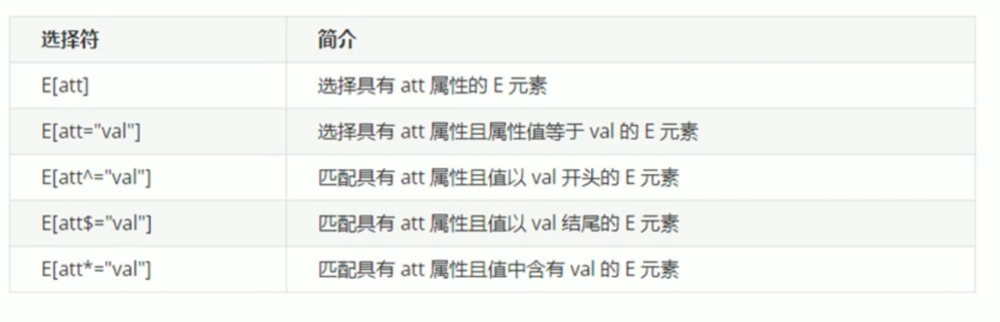 选择符 简介
E[att] 选择具有 att 属性的 E 元素
E[att="val"] 选择具有 att 属性且属性值等于 val 的 E 元素
E[att^="val"] 匹配具有 att 属性且值以 val 开头的 E 元素
E[att$="val"] 匹配具有 att 属性且值以 val 结尾的 E 元素
E[att*="val"] 匹配具有 att 属性且值中含有 val 的 E 元素